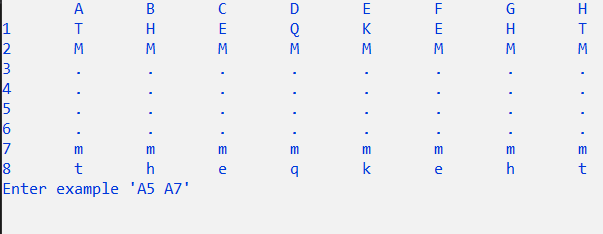 A B C D E F G H
1 T H E Q K E H T
2 M M M M M M M M
3 . . . . . . . .
4 . . . . . . . .
5 . . . . . . . .
6 . . . . . . . .
7 m m m m m m m m
8 t h e q k e h t
Enter example 'A5 A7'